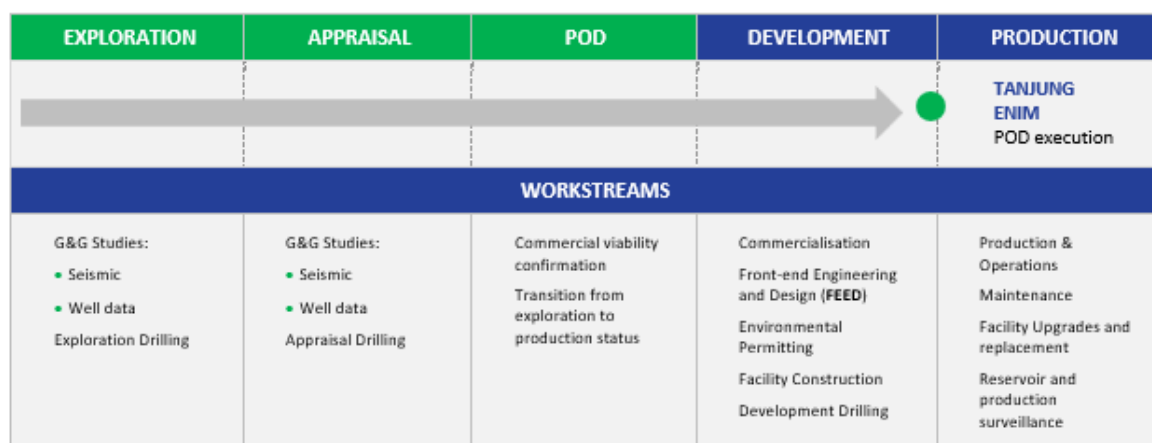 EXPLORATION
APPRAISAL
POD
DEVELOPMENT
PRODUCTION
TANJUNG
ENIM
POD execution
WORKSTREAMS
G&G Studies:
• Seismic
• Well data
Exploration Drilling
G&G Studies:
• Seismic
• Well data
Appraisal Drilling
Commercial viability
confirmation
Transition from
exploration to
production status
Commercialisation
Front-end Engineering
and Design (FEED)
Environmental
Permitting
Facility Construction
Development Drilling
Production &
Operations
Maintenance
Facility Upgrades and
replacement
Reservoir and
production
surveillance